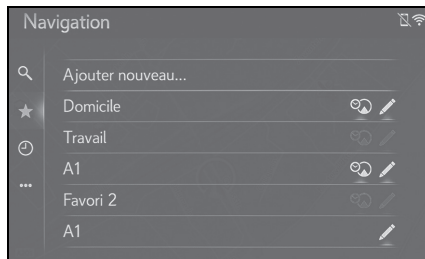 Navigation
Ajouter nouveau...
Domicile
Travail
A1
Favori 2
A1